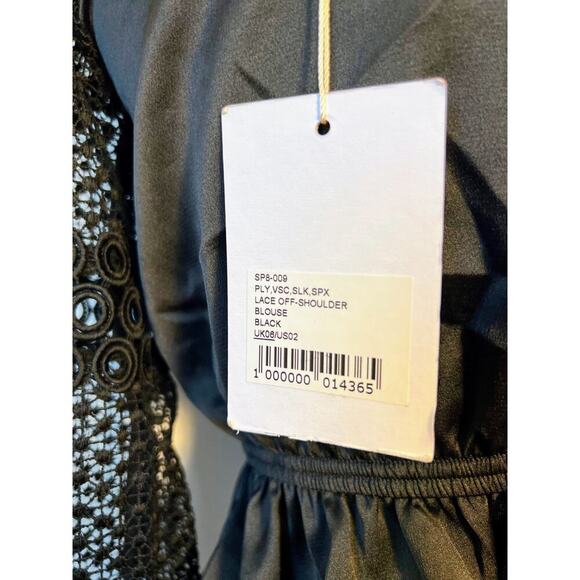 SP8-009
PLY,VSC,SLK,SPX
LACE OFF-SHOULDER
BLOUSE
BLACK
UK06/US02
1 000000 014365